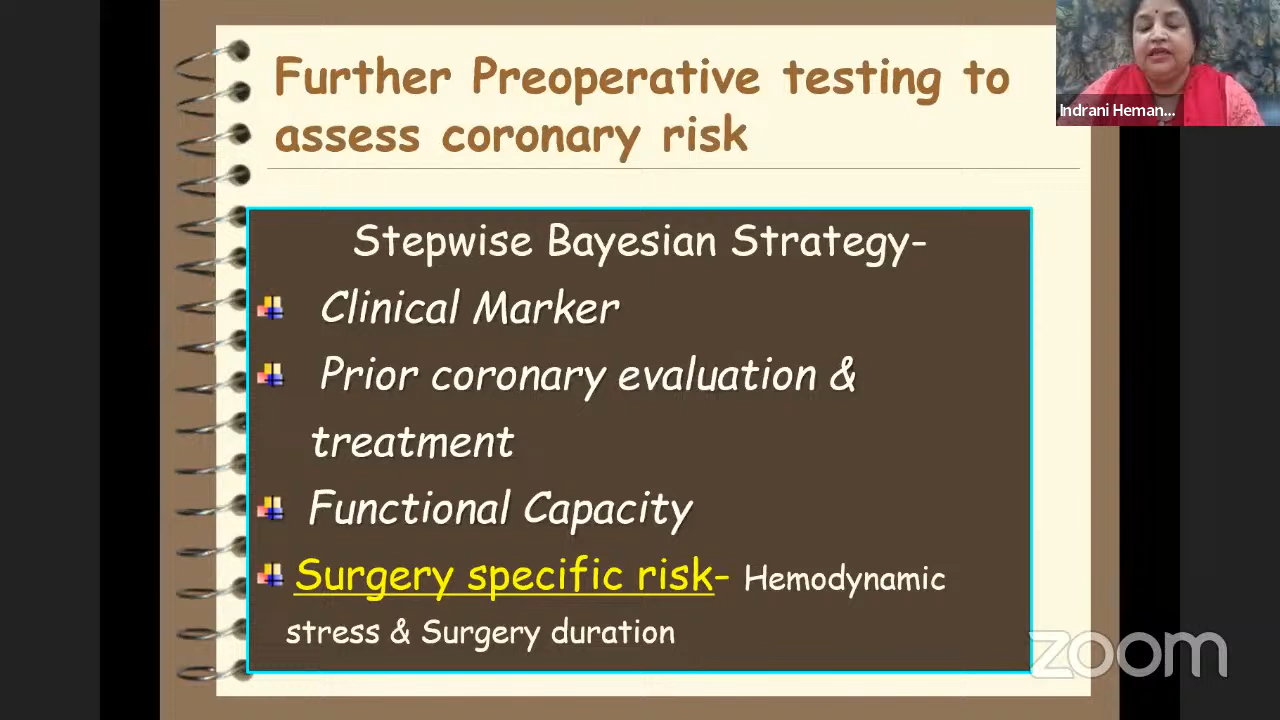 Further Preoperative testing to
assess coronary risk
Indrani Heman...
Stepwise Bayesian Strategy-
Clinical Marker
Prior coronary evaluation &
treatment
Functional Capacity
Surgery specific risk- Hemodynamic
stress & Surgery duration
zoom